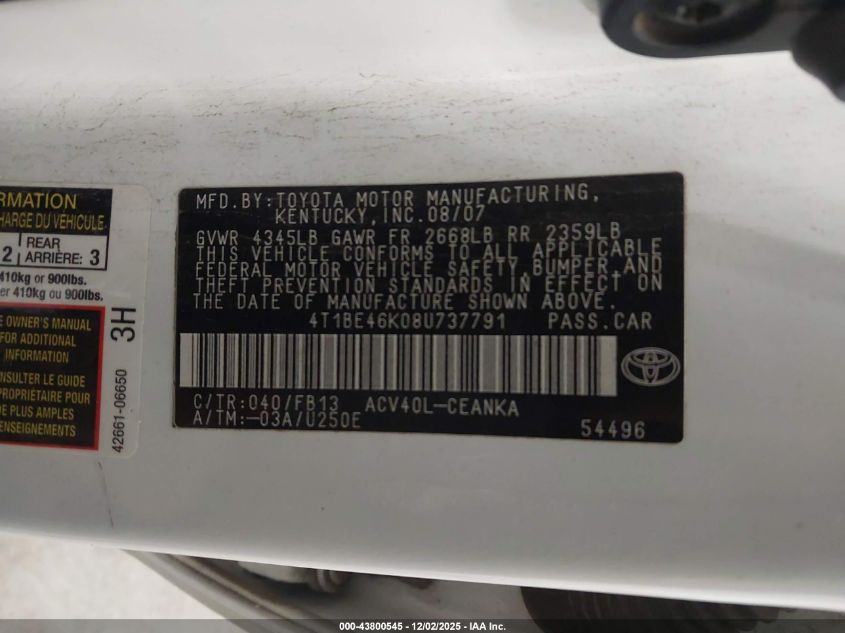 RMATION
CHARGE DU VÉHICULE
2 REAR ARRIÈRE: 3
410kg or 900lbs.
er 410kg ou 900lbs.
E OWNER'S MANUAL
FOR ADDITIONAL
INFORMATION
NSULTER LE GUIDE
PROPRIÉTAIRE POUR
DE PLUS AMPLES
ENSEIGNEMENTS
3H
42661-06650
MFD. BY: TOYOTA MOTOR MANUFACTURING,
KENTUCKY, INC. 08/07
GVWR 4345LB GAWR FR 2668LB RR 2359LB
THIS VEHICLE CONFORMS TO ALL APPLICABLE
FEDERAL MOTOR VEHICLE SAFETY, BUMPER, AND
THEFT PREVENTION STANDARDS IN EFFECT ON
THE DATE OF MANUFACTURE SHOWN ABOVE.
4T1BE46K08U737791 PASS.CAR
C/TR: 040/FB13 ACV40L-CEANKA
A/TM: -03A/U250E
54496
000-43800545 - 12/02/2025 - IAA Inc.